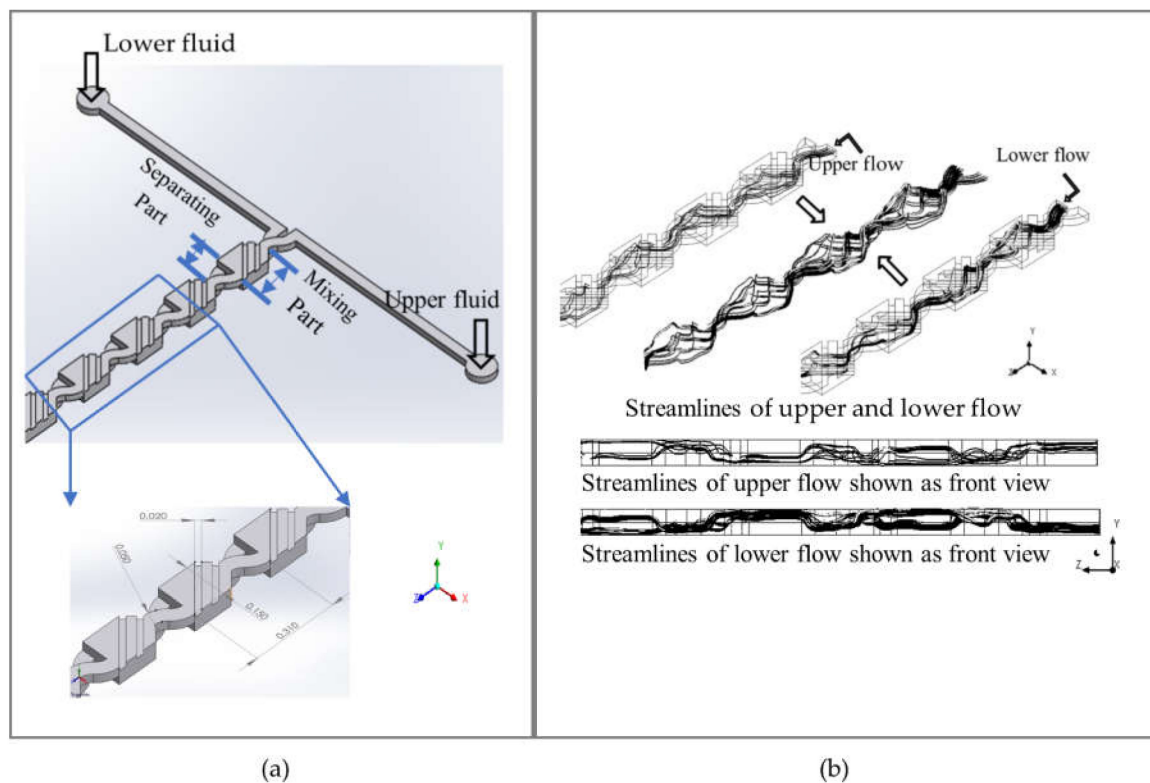 Lower fluid
Separating
Part
Mixing
Part
Upper fluid
0.020
0.050
0.150
0.310
Y
Z
X
(a)
Upper flow
Lower flow
Y
Z
X
Streamlines of upper and lower flow
Streamlines of upper flow shown as front view
Streamlines of lower flow shown as front view
Y
Z
X
(b)